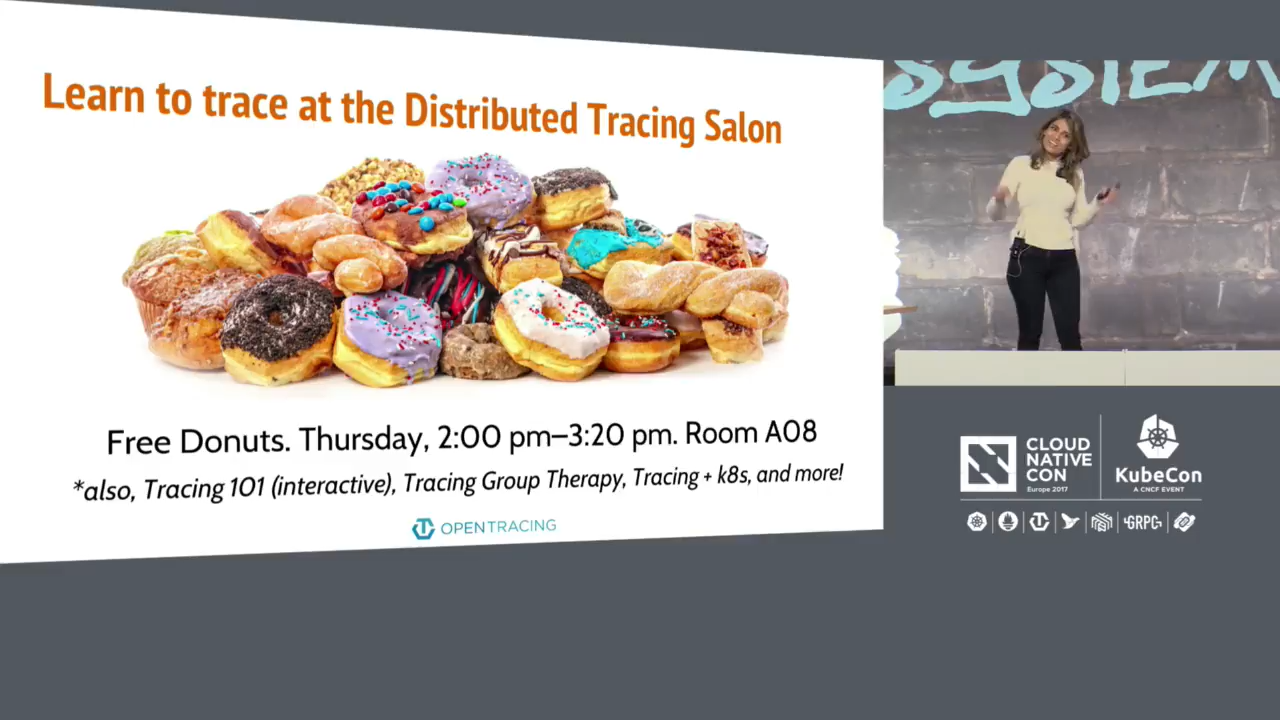 Learn to trace at the Distributed Tracing Salon
Free Donuts. Thursday, 2:00 pm–3:20 pm. Room A08
*also, Tracing 101 (interactive), Tracing Group Therapy, Tracing + k8s, and more!
OPENTRACING
SYSTEM
CLOUD
NATIVE
CON
Europe 2017
KubeCon
A CNCF EVENT
GRPC